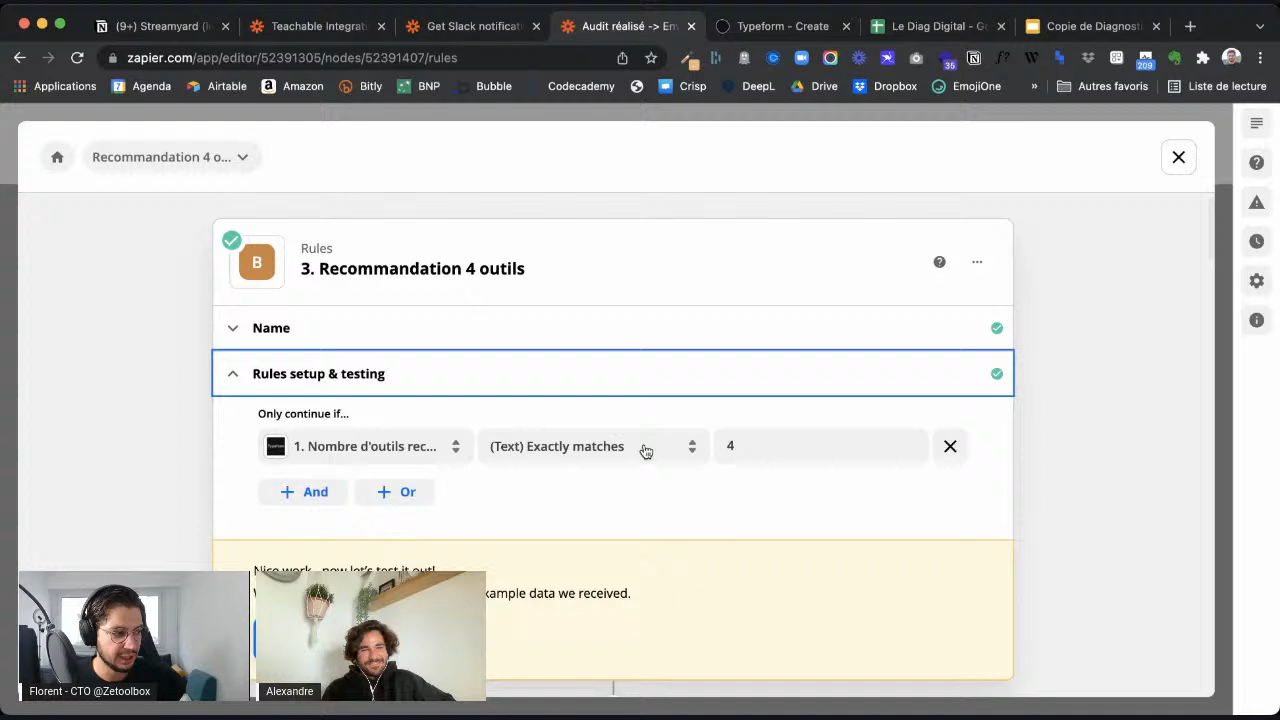 (9+) Streamyard (i
Teachable Integrat
Get Slack notificat
Audit réalisé -> En
Typeform - Create
Le Diag Digital - G
Copie de Diagnost
zapier.com/app/editor/52391305/nodes/52391407/rules
35
209
Applications
Agenda
Airtable
Amazon
Bitly
BNP
Bubble
Codecademy
Crisp
DeepL
Drive
Dropbox
EmojiOne
»
Autres favoris
Liste de lecture
Recommandation 4 o...
B
Rules
3. Recommandation 4 outils
Name
Rules setup & testing
Only continue if...
1. Nombre d'outils rec...
(Text) Exactly matches
4
+ And
+ Or
Nice work - now let's test it out!
xample data we received.
Florent - CTO @Zetoolbox
Alexandre